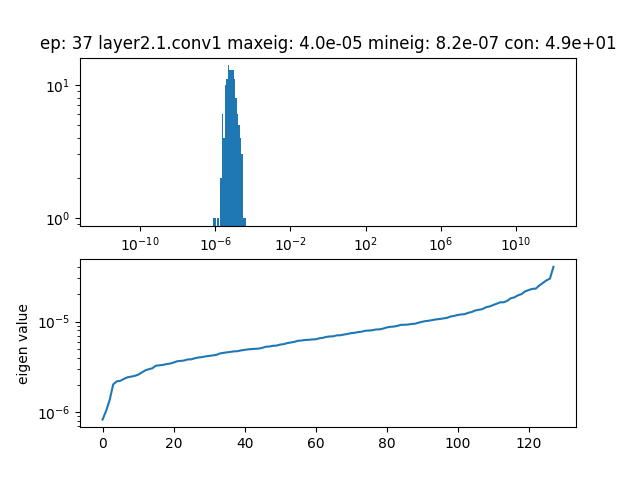 ep: 37 layer2.1.conv1 maxeig: 4.0e-05 mineig: 8.2e-07 con: 4.9e+01
10¹
10⁰
10⁻¹⁰ 10⁻⁶ 10⁻² 10² 10⁶ 10¹⁰
eigen value
10⁻⁵
10⁻⁶
0 20 40 60 80 100 120